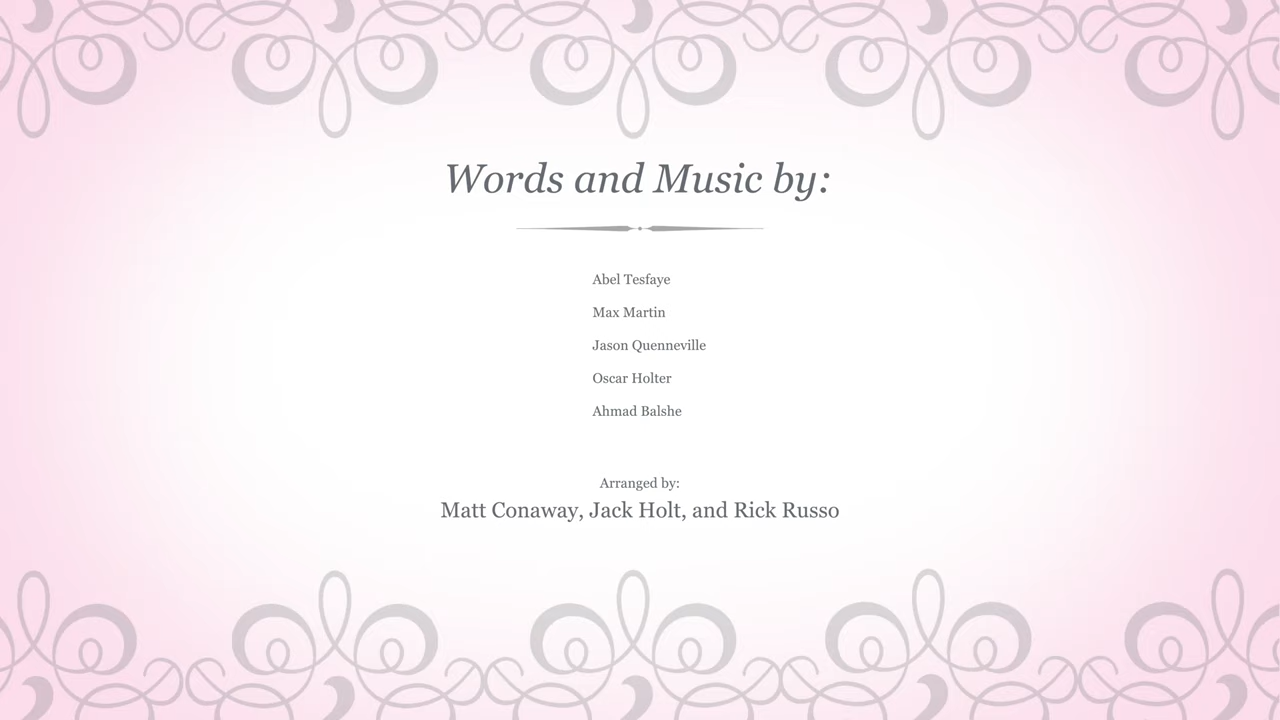 Words and Music by:
Abel Tesfaye
Max Martin
Jason Quenneville
Oscar Holter
Ahmad Balshe
Arranged by:
Matt Conaway, Jack Holt, and Rick Russo